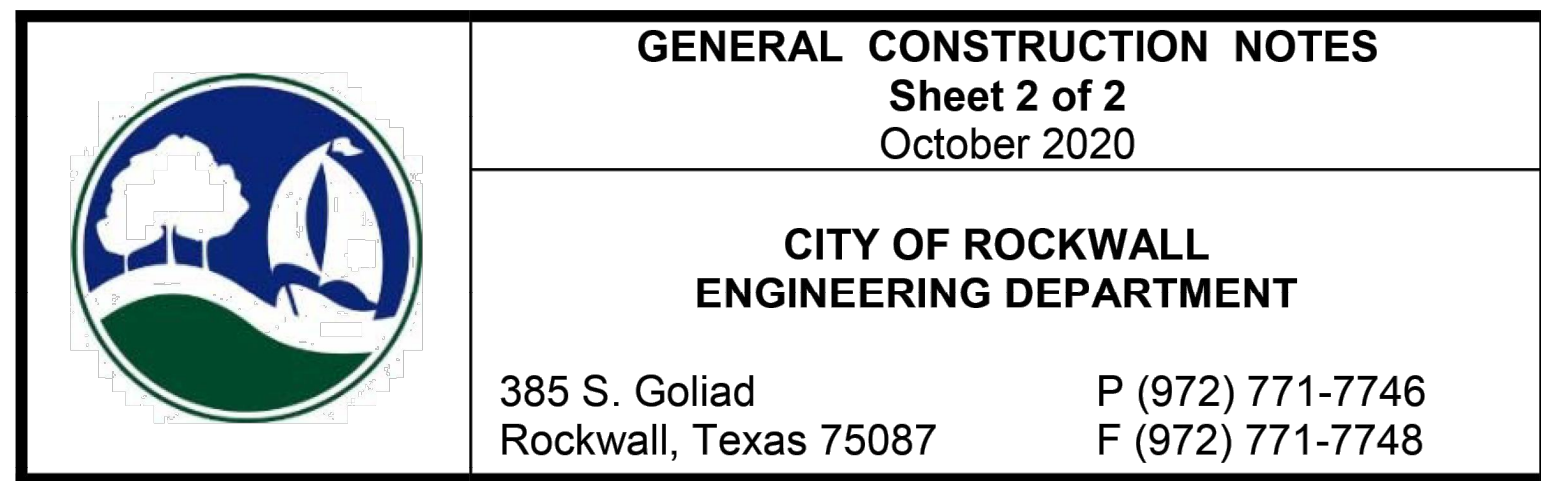 GENERAL CONSTRUCTION NOTES
Sheet 2 of 2
October 2020
CITY OF ROCKWALL
ENGINEERING DEPARTMENT
385 S. Goliad
Rockwall, Texas 75087
P (972) 771-7746
F (972) 771-7748